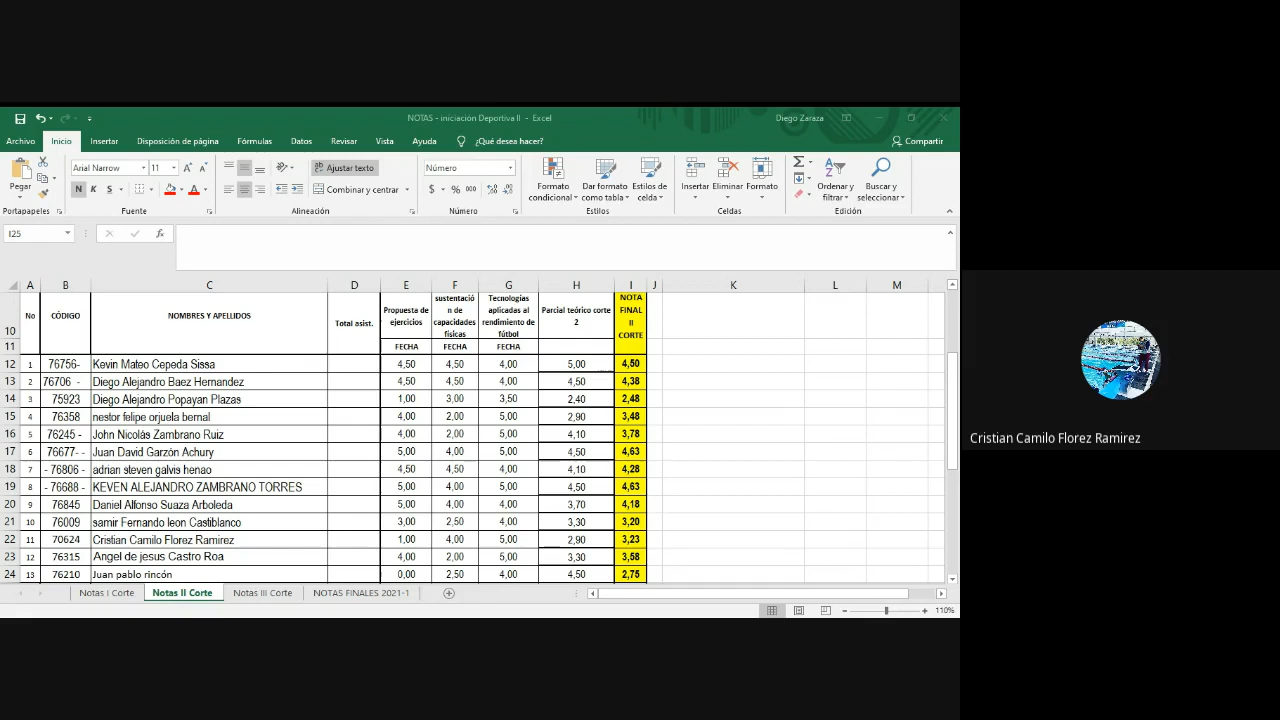 NOTAS - iniciación Deportiva II - Excel
Diego Zaraza
Archivo Inicio Insertar Disposición de página Fórmulas Datos Revisar Vista Ayuda ¿Qué desea hacer? Compartir
Pegar
Arial Narrow 11
N K S
Ajustar texto
Combinar y centrar
Número
$ % 000
Formato condicional
Dar formato como tabla
Estilos de celda
Insertar Eliminar Formato
Ordenar y filtrar
Buscar y seleccionar
Portapapeles Fuente Alineación Número Estilos Celdas Edición
I25 fx
A B C D E F G H I J K L M
10 No CÓDIGO NOMBRES Y APELLIDOS Total asist. Propuesta de ejercicios sustentación de capacidades físicas Tecnologías aplicadas al rendimiento de fútbol Parcial teórico corte 2 NOTA FINAL II CORTE
11 FECHA FECHA FECHA
12 1 76756- Kevin Mateo Cepeda Sissa 4,50 4,50 4,00 5,00 4,50
13 2 76706 - Diego Alejandro Baez Hernandez 4,50 4,50 4,00 4,50 4,38
14 3 75923 Diego Alejandro Popayan Plazas 1,00 3,00 3,50 2,40 2,48
15 4 76358 nestor felipe orjuela bernal 4,00 2,00 5,00 2,90 3,48
16 5 76245 - John Nicolás Zambrano Ruiz 4,00 2,00 5,00 4,10 3,78
17 6 76677- - Juan David Garzón Achury 5,00 4,00 5,00 4,50 4,63
18 7 - 76806 - adrian steven galvis henao 4,50 4,50 4,00 4,10 4,28
19 8 - 76688 - KEVEN ALEJANDRO ZAMBRANO TORRES 5,00 4,00 5,00 4,50 4,63
20 9 76845 Daniel Alfonso Suaza Arboleda 5,00 4,00 4,00 3,70 4,18
21 10 76009 samir Fernando leon Castiblanco 3,00 2,50 4,00 3,30 3,20
22 11 70624 Cristian Camilo Florez Ramirez 1,00 4,00 5,00 2,90 3,23
23 12 76315 Angel de jesus Castro Roa 4,00 2,00 5,00 3,30 3,58
24 13 76210 Juan pablo rincón 0,00 2,50 4,00 4,50 2,75
Notas I Corte Notas II Corte Notas III Corte NOTAS FINALES 2021-1
110%
Cristian Camilo Florez Ramirez